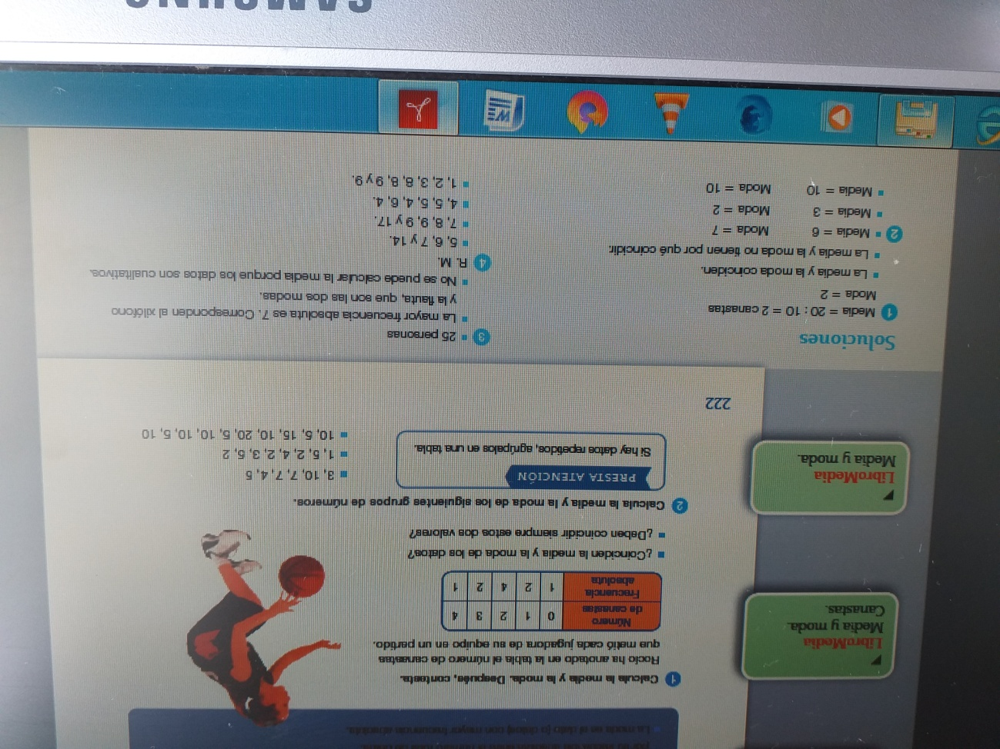 La moda es el dato (o datos) con mayor frecuencia absoluta.
1 Calcula la media y la moda. Después, contesta.
Rocío ha anotado en la tabla el número de canastas
que metió cada jugadora de su equipo en un partido.
Número de canastas 0 1 2 3 4
Frecuencia absoluta 1 2 4 2 1
¿Coinciden la media y la moda de los datos?
¿Deben coincidir siempre estos dos valores?
2 Calcula la media y la moda de los siguientes grupos de números.
PRESTA ATENCIÓN
Si hay datos repetidos, agrúpalos en una tabla.
3, 10, 7, 7, 4, 5
1, 5, 2, 4, 2, 3, 5, 2
10, 5, 15, 10, 20, 5, 10, 10, 5, 10
222
LibroMedia
Media y moda.
Canastas.
LibroMedia
Media y moda.
Soluciones
1 Media = 20 : 10 = 2 canastas
Moda = 2
La media y la moda coinciden.
La media y la moda no tienen por qué coincidir.
2 Media = 6 Moda = 7
Media = 3 Moda = 2
Media = 10 Moda = 10
3 25 personas
La mayor frecuencia absoluta es 7. Corresponden al xilófono
y la flauta, que son las dos modas.
No se puede calcular la media porque los datos son cualitativos.
4 R. M.
5, 6, 7 y 14.
7, 8, 9, 9 y 17.
4, 5, 5, 4, 6, 4.
1, 2, 3, 8, 8, 9 y 9.